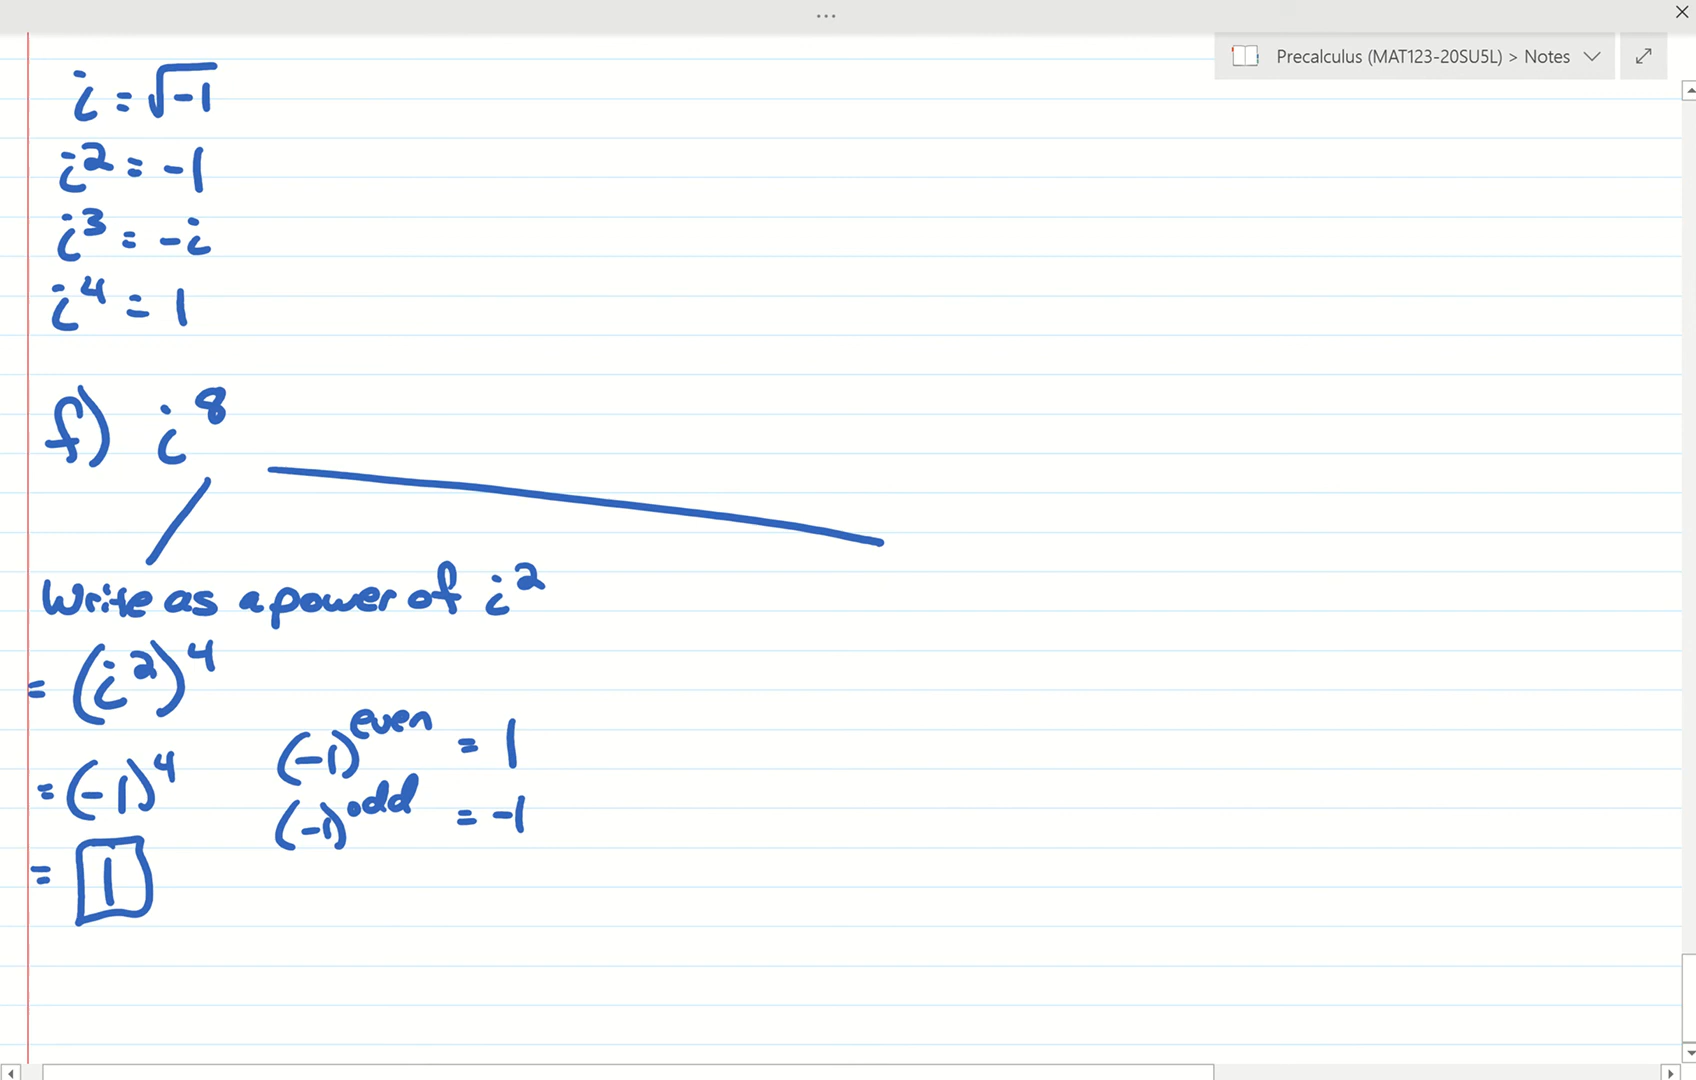 Precalculus (MAT123-20SU5L) > Notes
i = √-1
i² = -1
i³ = -i
i⁴ = 1
f) i⁸
Write as a power of i²
= (i²)⁴
= (-1)⁴
= 1
(-1)^even = 1
(-1)^odd = -1